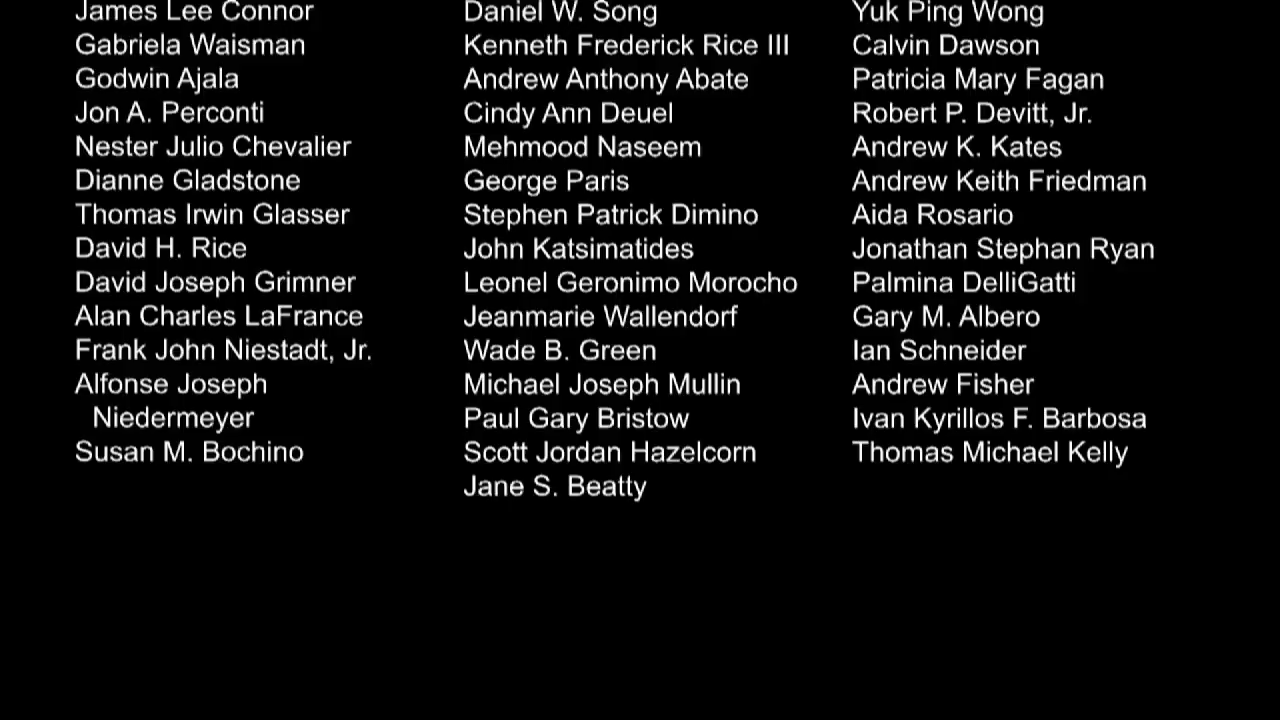 James Lee Connor
Gabriela Waisman
Godwin Ajala
Jon A. Perconti
Nester Julio Chevalier
Dianne Gladstone
Thomas Irwin Glasser
David H. Rice
David Joseph Grimner
Alan Charles LaFrance
Frank John Niestadt, Jr.
Alfonse Joseph
Niedermeyer
Susan M. Bochino
Daniel W. Song
Kenneth Frederick Rice III
Andrew Anthony Abate
Cindy Ann Deuel
Mehmood Naseem
George Paris
Stephen Patrick Dimino
John Katsimatides
Leonel Geronimo Morocho
Jeanmarie Wallendorf
Wade B. Green
Michael Joseph Mullin
Paul Gary Bristow
Scott Jordan Hazelcorn
Jane S. Beatty
Yuk Ping Wong
Calvin Dawson
Patricia Mary Fagan
Robert P. Devitt, Jr.
Andrew K. Kates
Andrew Keith Friedman
Aida Rosario
Jonathan Stephan Ryan
Palmina DelliGatti
Gary M. Albero
Ian Schneider
Andrew Fisher
Ivan Kyrillos F. Barbosa
Thomas Michael Kelly